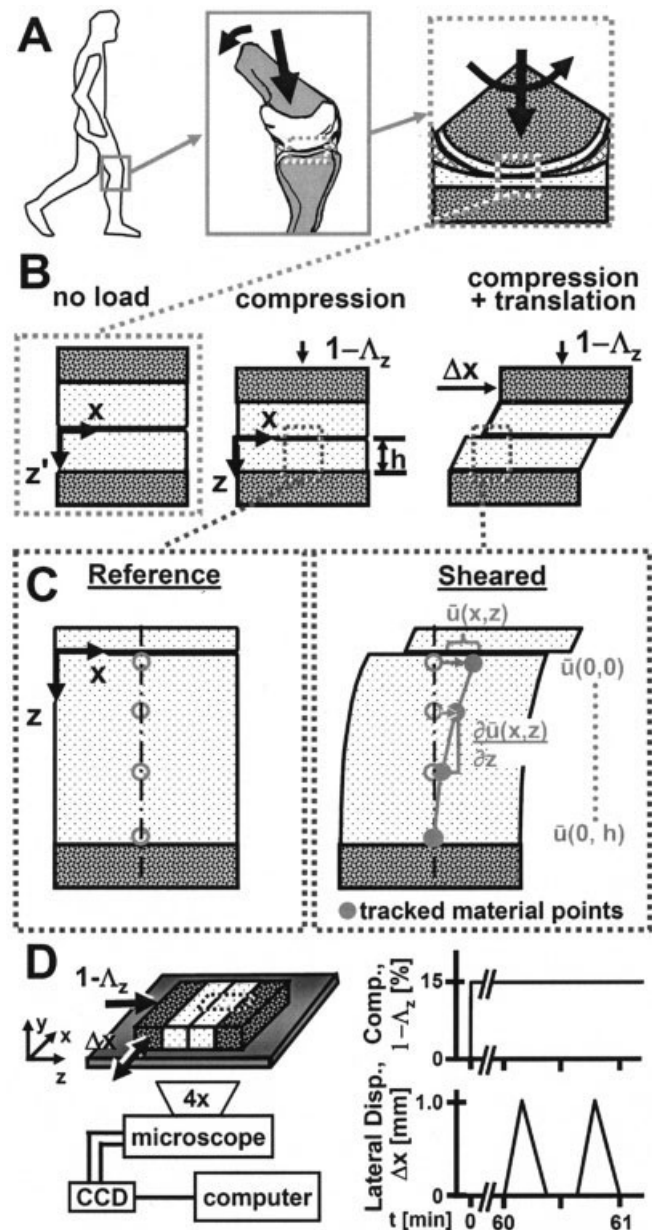 A
B
no load
compression
compression
+ translation
1−Λz
1−Λz
Δx
x
x
z'
z
h
C
Reference
Sheared
ū(x,z)
x
z
ū(0,0)
∂ū(x,z)
∂z
ū(0, h)
tracked material points
D
1-Λz
Δx
y
x
z
4x
microscope
CCD
computer
Comp.,
1−Λz [%]
15
0
Lateral Disp.,
Δx [mm]
1.0
0
t [min]
0
60
61